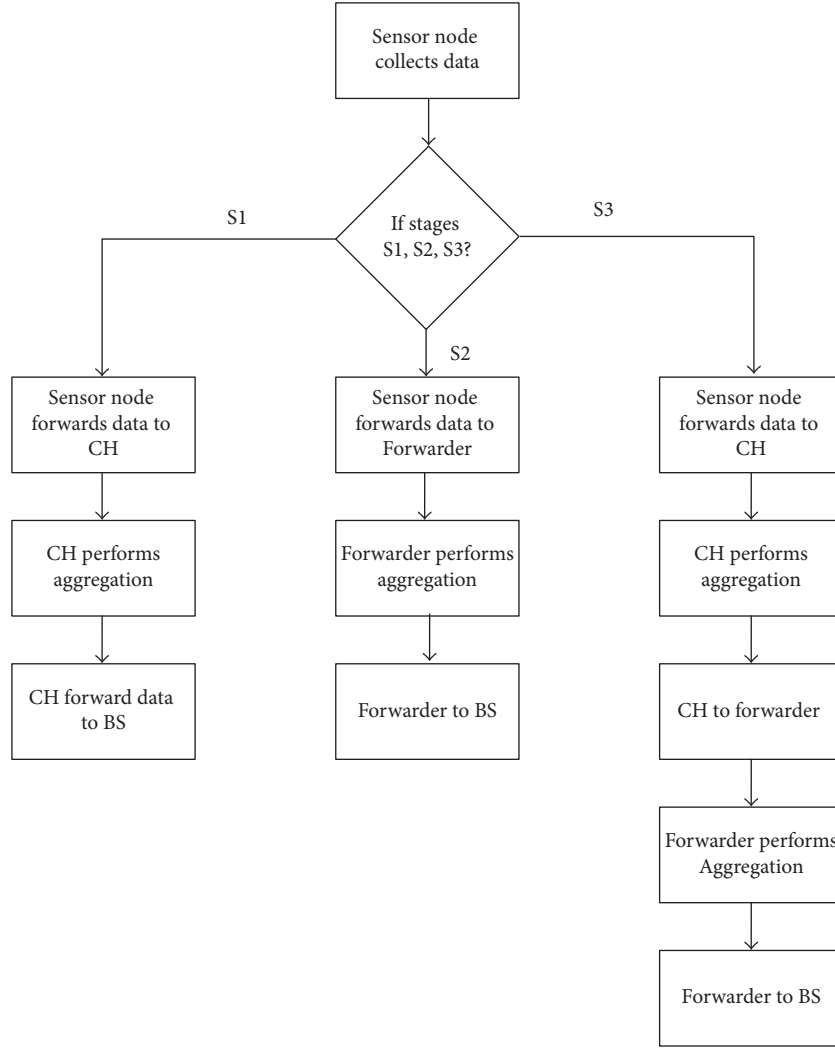 Sensor node
collects data
If stages
S1, S2, S3?
S1
S3
S2
Sensor node
forwards data to
CH
Sensor node
forwards data to
Forwarder
Sensor node
forwards data to
CH
CH performs
aggregation
Forwarder performs
aggregation
CH performs
aggregation
CH forward data
to BS
Forwarder to BS
CH to forwarder
Forwarder performs
Aggregation
Forwarder to BS